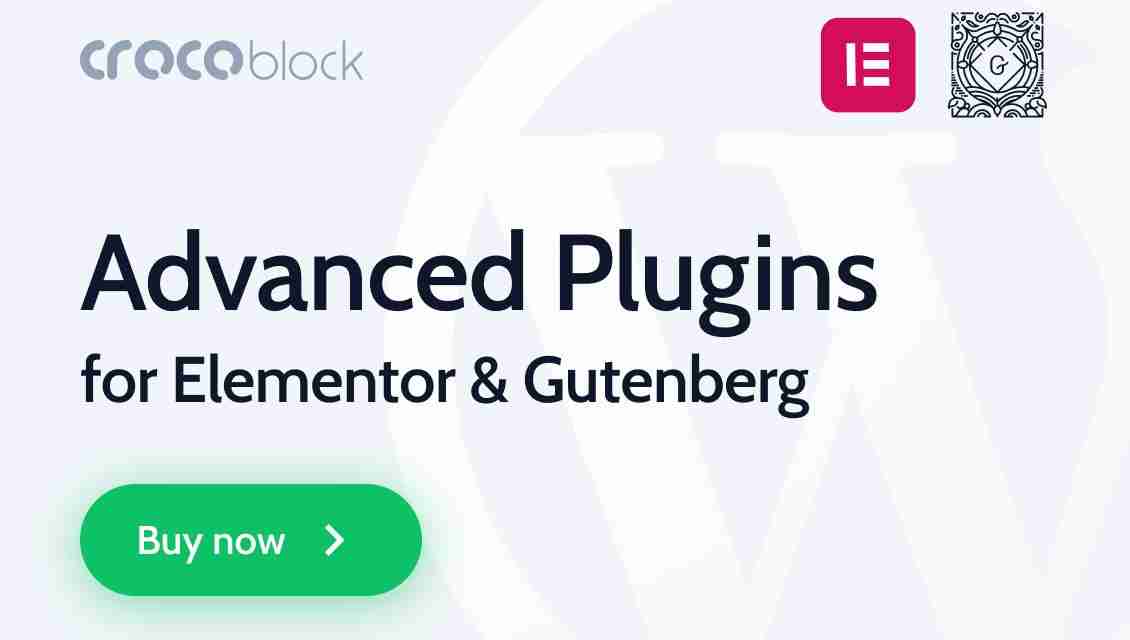 crocoblock
G
Advanced Plugins
for Elementor & Gutenberg
Buy now